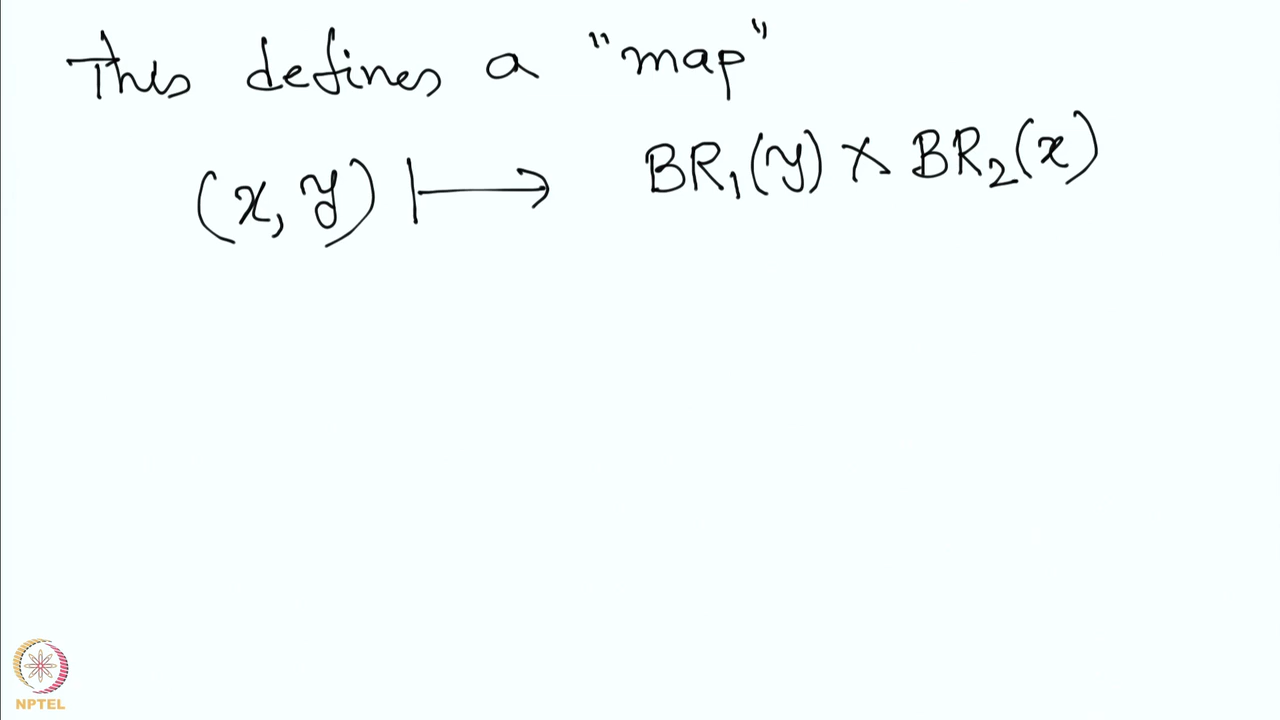 This defines a "map"
(x, y) ⟼ BR₁(y) × BR₂(x)
NPTEL